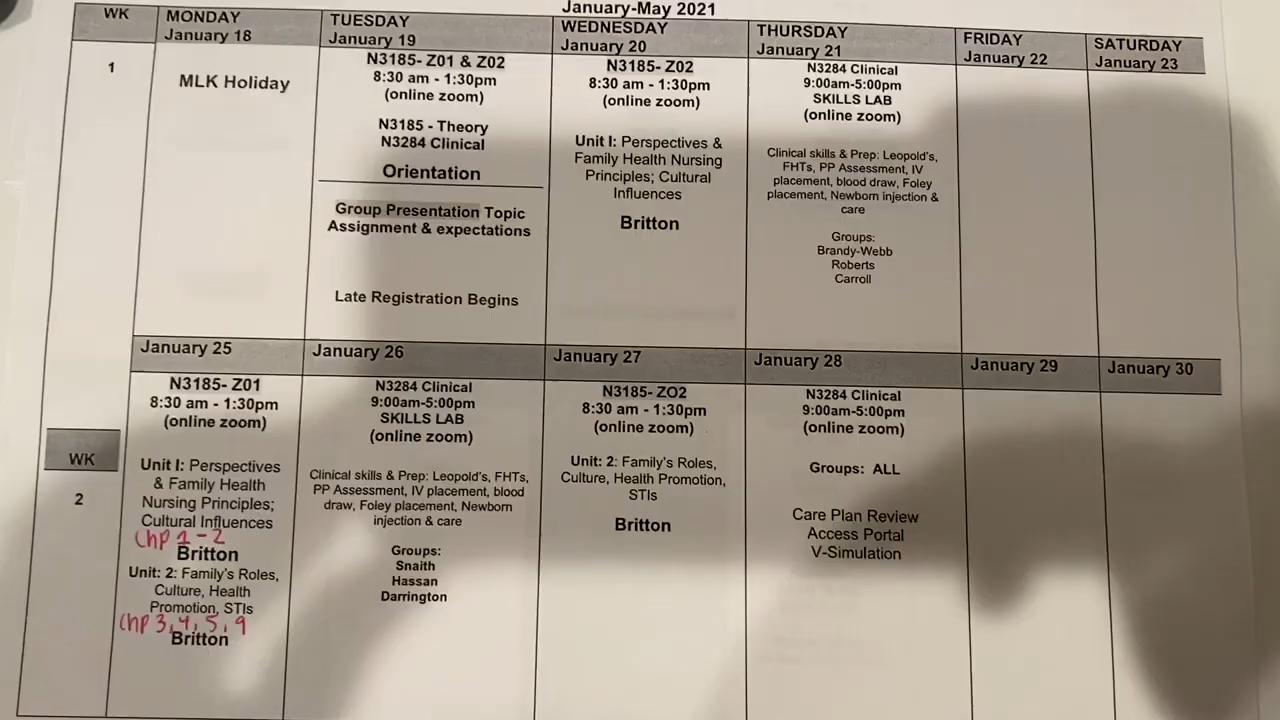 January-May 2021
WK
MONDAY
January 18
TUESDAY
January 19
WEDNESDAY
January 20
THURSDAY
January 21
FRIDAY
January 22
SATURDAY
January 23
1
MLK Holiday
N3185- Z01 & Z02
8:30 am - 1:30pm
(online zoom)
N3185 - Theory
N3284 Clinical
Orientation
Group Presentation Topic
Assignment & expectations
Late Registration Begins
N3185- Z02
8:30 am - 1:30pm
(online zoom)
Unit I: Perspectives &
Family Health Nursing
Principles; Cultural
Influences
Britton
N3284 Clinical
9:00am-5:00pm
SKILLS LAB
(online zoom)
Clinical skills & Prep: Leopold's,
FHTs, PP Assessment, IV
placement, blood draw, Foley
placement, Newborn injection &
care
Groups:
Brandy-Webb
Roberts
Carroll
January 25
January 26
January 27
January 28
January 29
January 30
WK
2
N3185- Z01
8:30 am - 1:30pm
(online zoom)
Unit I: Perspectives
& Family Health
Nursing Principles;
Cultural Influences
Chp 1-2
Britton
Unit: 2: Family's Roles,
Culture, Health
Promotion, STIs
Chp 3, 4, 5, 9
Britton
N3284 Clinical
9:00am-5:00pm
SKILLS LAB
(online zoom)
Clinical skills & Prep: Leopold's, FHTs,
PP Assessment, IV placement, blood
draw, Foley placement, Newborn
injection & care
Groups:
Snaith
Hassan
Darrington
N3185- ZO2
8:30 am - 1:30pm
(online zoom)
Unit: 2: Family's Roles,
Culture, Health Promotion,
STIs
Britton
N3284 Clinical
9:00am-5:00pm
(online zoom)
Groups: ALL
Care Plan Review
Access Portal
V-Simulation